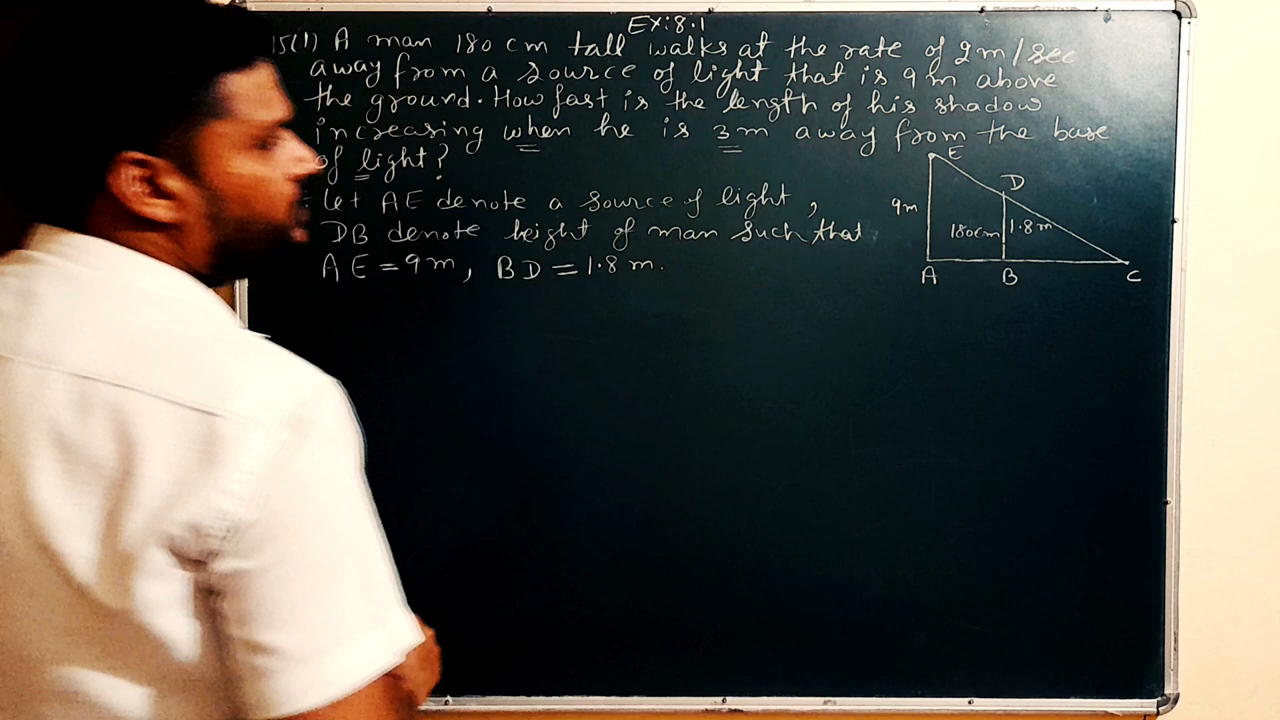 Ex:8.1
15(1) A man 180 cm tall walks at the rate of 2m/sec
away from a source of light that is 9m above
the ground. How fast is the length of his shadow
increasing when he is 3m away from the base
of light?
Let AE denote a source of light,
DB denote height of man such that
AE = 9m, BD = 1.8 m.
E
D
9m
180cm
1.8m
A
B
C